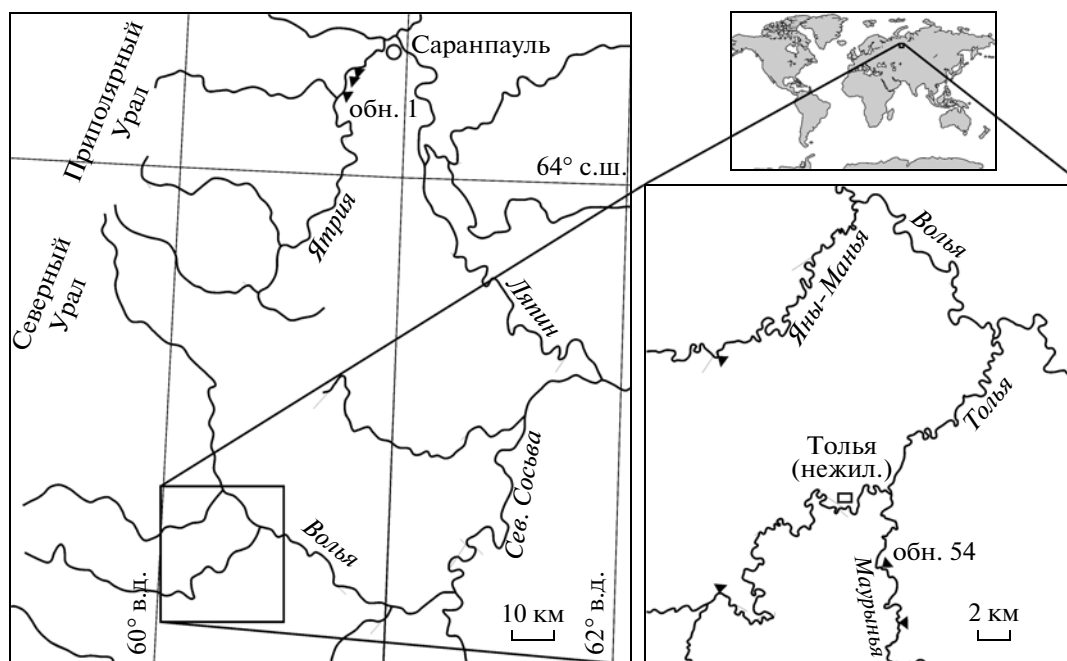 Саранпауль
обн. 1
Приполярный
Урал
64° с.ш.
Ятрия
Северный
Урал
Ляпин
Сев. Сосьва
Волья
60° в.д.
10 км
62° в.д.
Волья
Яны-Манья
Толья
Толья
(нежил.)
обн. 54
Маурынья
2 км